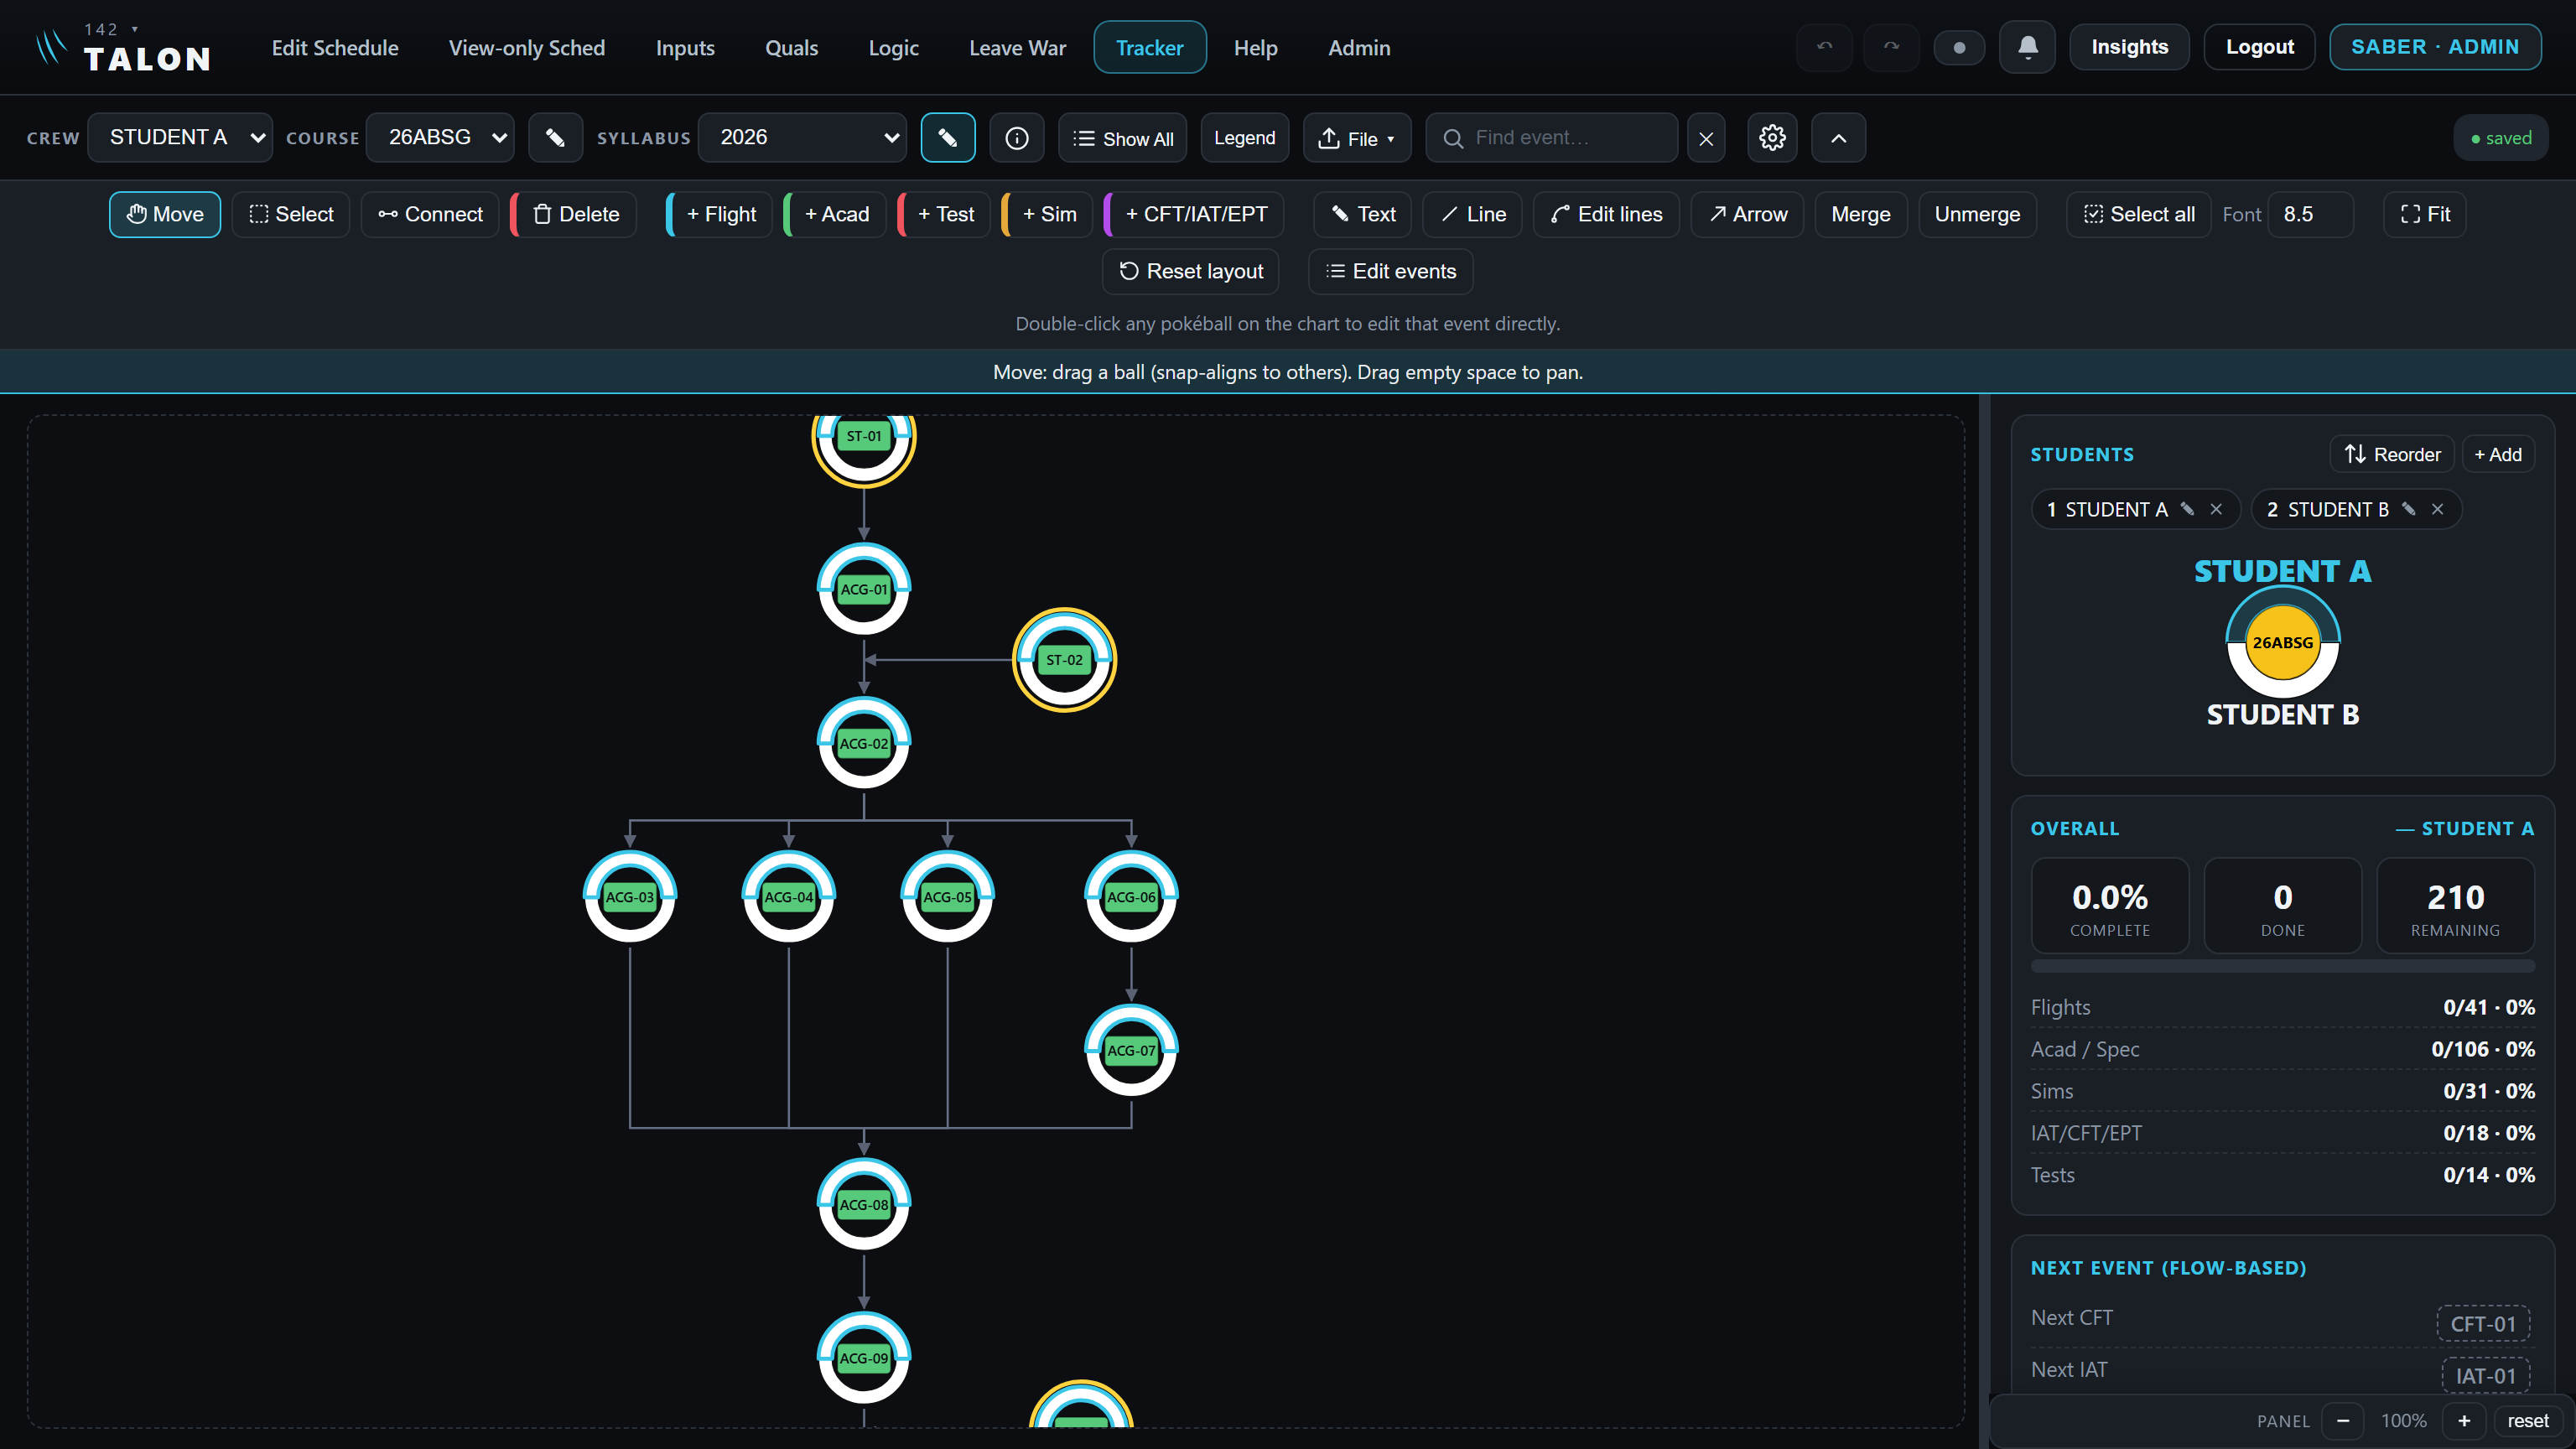 142 ▾
TALON
Edit Schedule
View-only Sched
Inputs
Quals
Logic
Leave War
Tracker
Help
Admin
Insights
Logout
SABER · ADMIN
CREW
STUDENT A
COURSE
26ABSG
SYLLABUS
2026
Show All
Legend
File ▾
Find event…
saved
Move
Select
Connect
Delete
+ Flight
+ Acad
+ Test
+ Sim
+ CFT/IAT/EPT
Text
Line
Edit lines
Arrow
Merge
Unmerge
Select all
Font
8.5
Fit
Reset layout
Edit events
Double-click any pokéball on the chart to edit that event directly.
Move: drag a ball (snap-aligns to others). Drag empty space to pan.
ST-01
ACG-01
ST-02
ACG-02
ACG-03
ACG-04
ACG-05
ACG-06
ACG-07
ACG-08
ACG-09
STUDENTS
Reorder
+ Add
1 STUDENT A
2 STUDENT B
STUDENT A
26ABSG
STUDENT B
OVERALL
— STUDENT A
0.0%
COMPLETE
0
DONE
210
REMAINING
Flights
0/41 · 0%
Acad / Spec
0/106 · 0%
Sims
0/31 · 0%
IAT/CFT/EPT
0/18 · 0%
Tests
0/14 · 0%
NEXT EVENT (FLOW-BASED)
Next CFT
CFT-01
Next IAT
IAT-01
PANEL
−
100%
+
reset